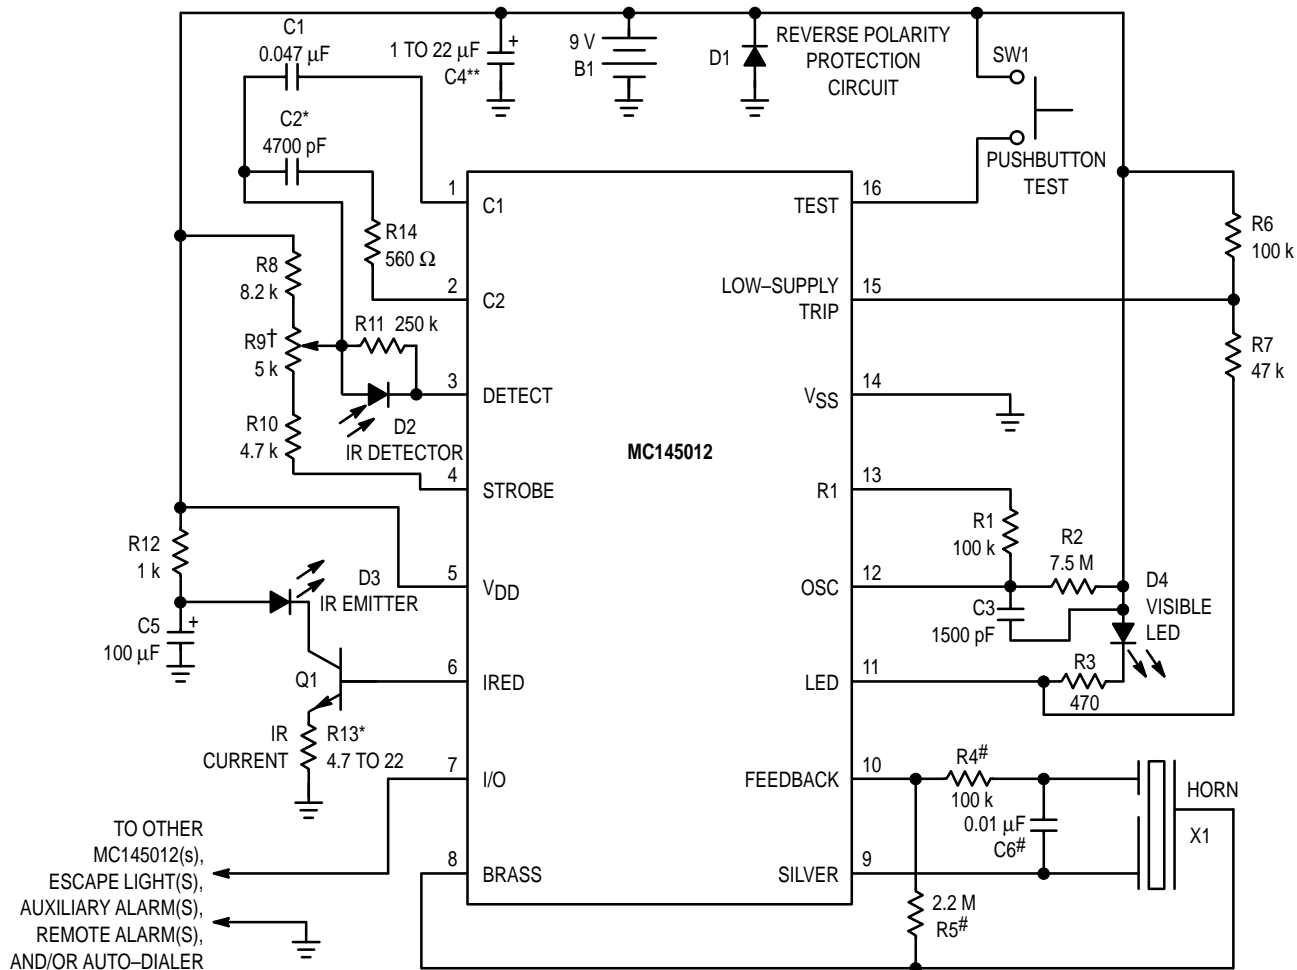 C1
0.047 μF
C2*
4700 pF
1 TO 22 μF
+
C4**
9 V
B1
D1
REVERSE POLARITY
PROTECTION
CIRCUIT
SW1
PUSHBUTTON
TEST
R14
560 Ω
R8
8.2 k
R9†
5 k
R10
4.7 k
R11 250 k
D2
IR DETECTOR
R12
1 k
C5
+
100 μF
D3
IR EMITTER
Q1
IR
CURRENT
R13*
4.7 TO 22
TO OTHER
MC145012(s),
ESCAPE LIGHT(S),
AUXILIARY ALARM(S),
REMOTE ALARM(S),
AND/OR AUTO–DIALER
1
C1
2
C2
3
DETECT
4
STROBE
5
VDD
6
IRED
7
I/O
8
BRASS
MC145012
TEST
16
LOW–SUPPLY
TRIP
15
VSS
14
R1
13
OSC
12
LED
11
FEEDBACK
10
SILVER
9
R6
100 k
R7
47 k
R1
100 k
R2
7.5 M
C3
1500 pF
D4
VISIBLE
LED
R3
470
R4#
100 k
0.01 μF
C6#
HORN
X1
2.2 M
R5#